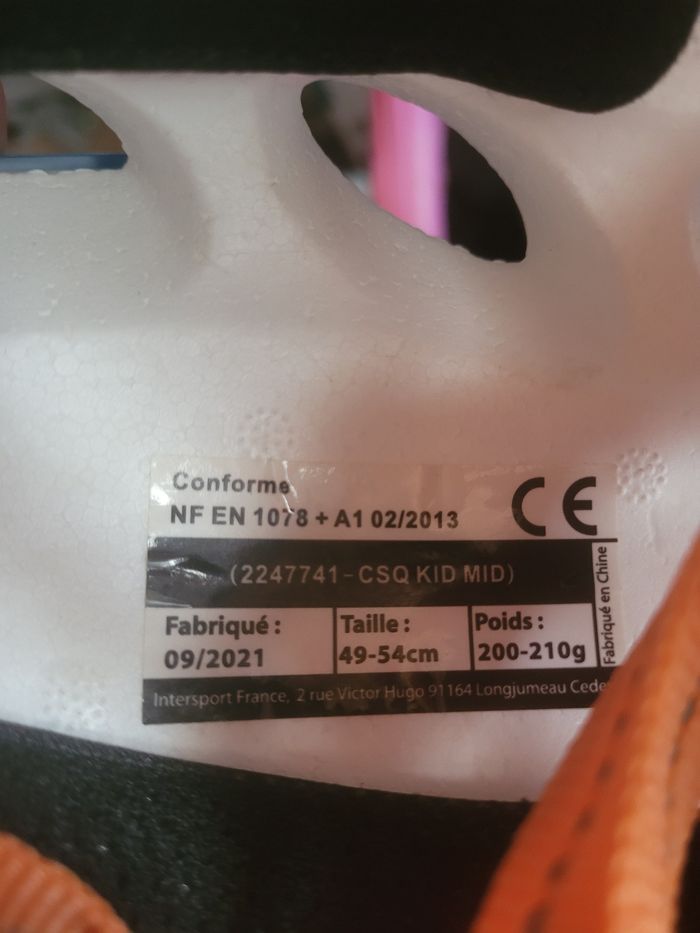 Conforme
NF EN 1078 + A1 02/2013
CE
(2247741-CSQ KID MID)
Fabriqué :
09/2021
Taille :
49-54cm
Poids :
200-210g
Fabriqué en Chine
Intersport France, 2 rue Victor Hugo 91164 Longjumeau Cede